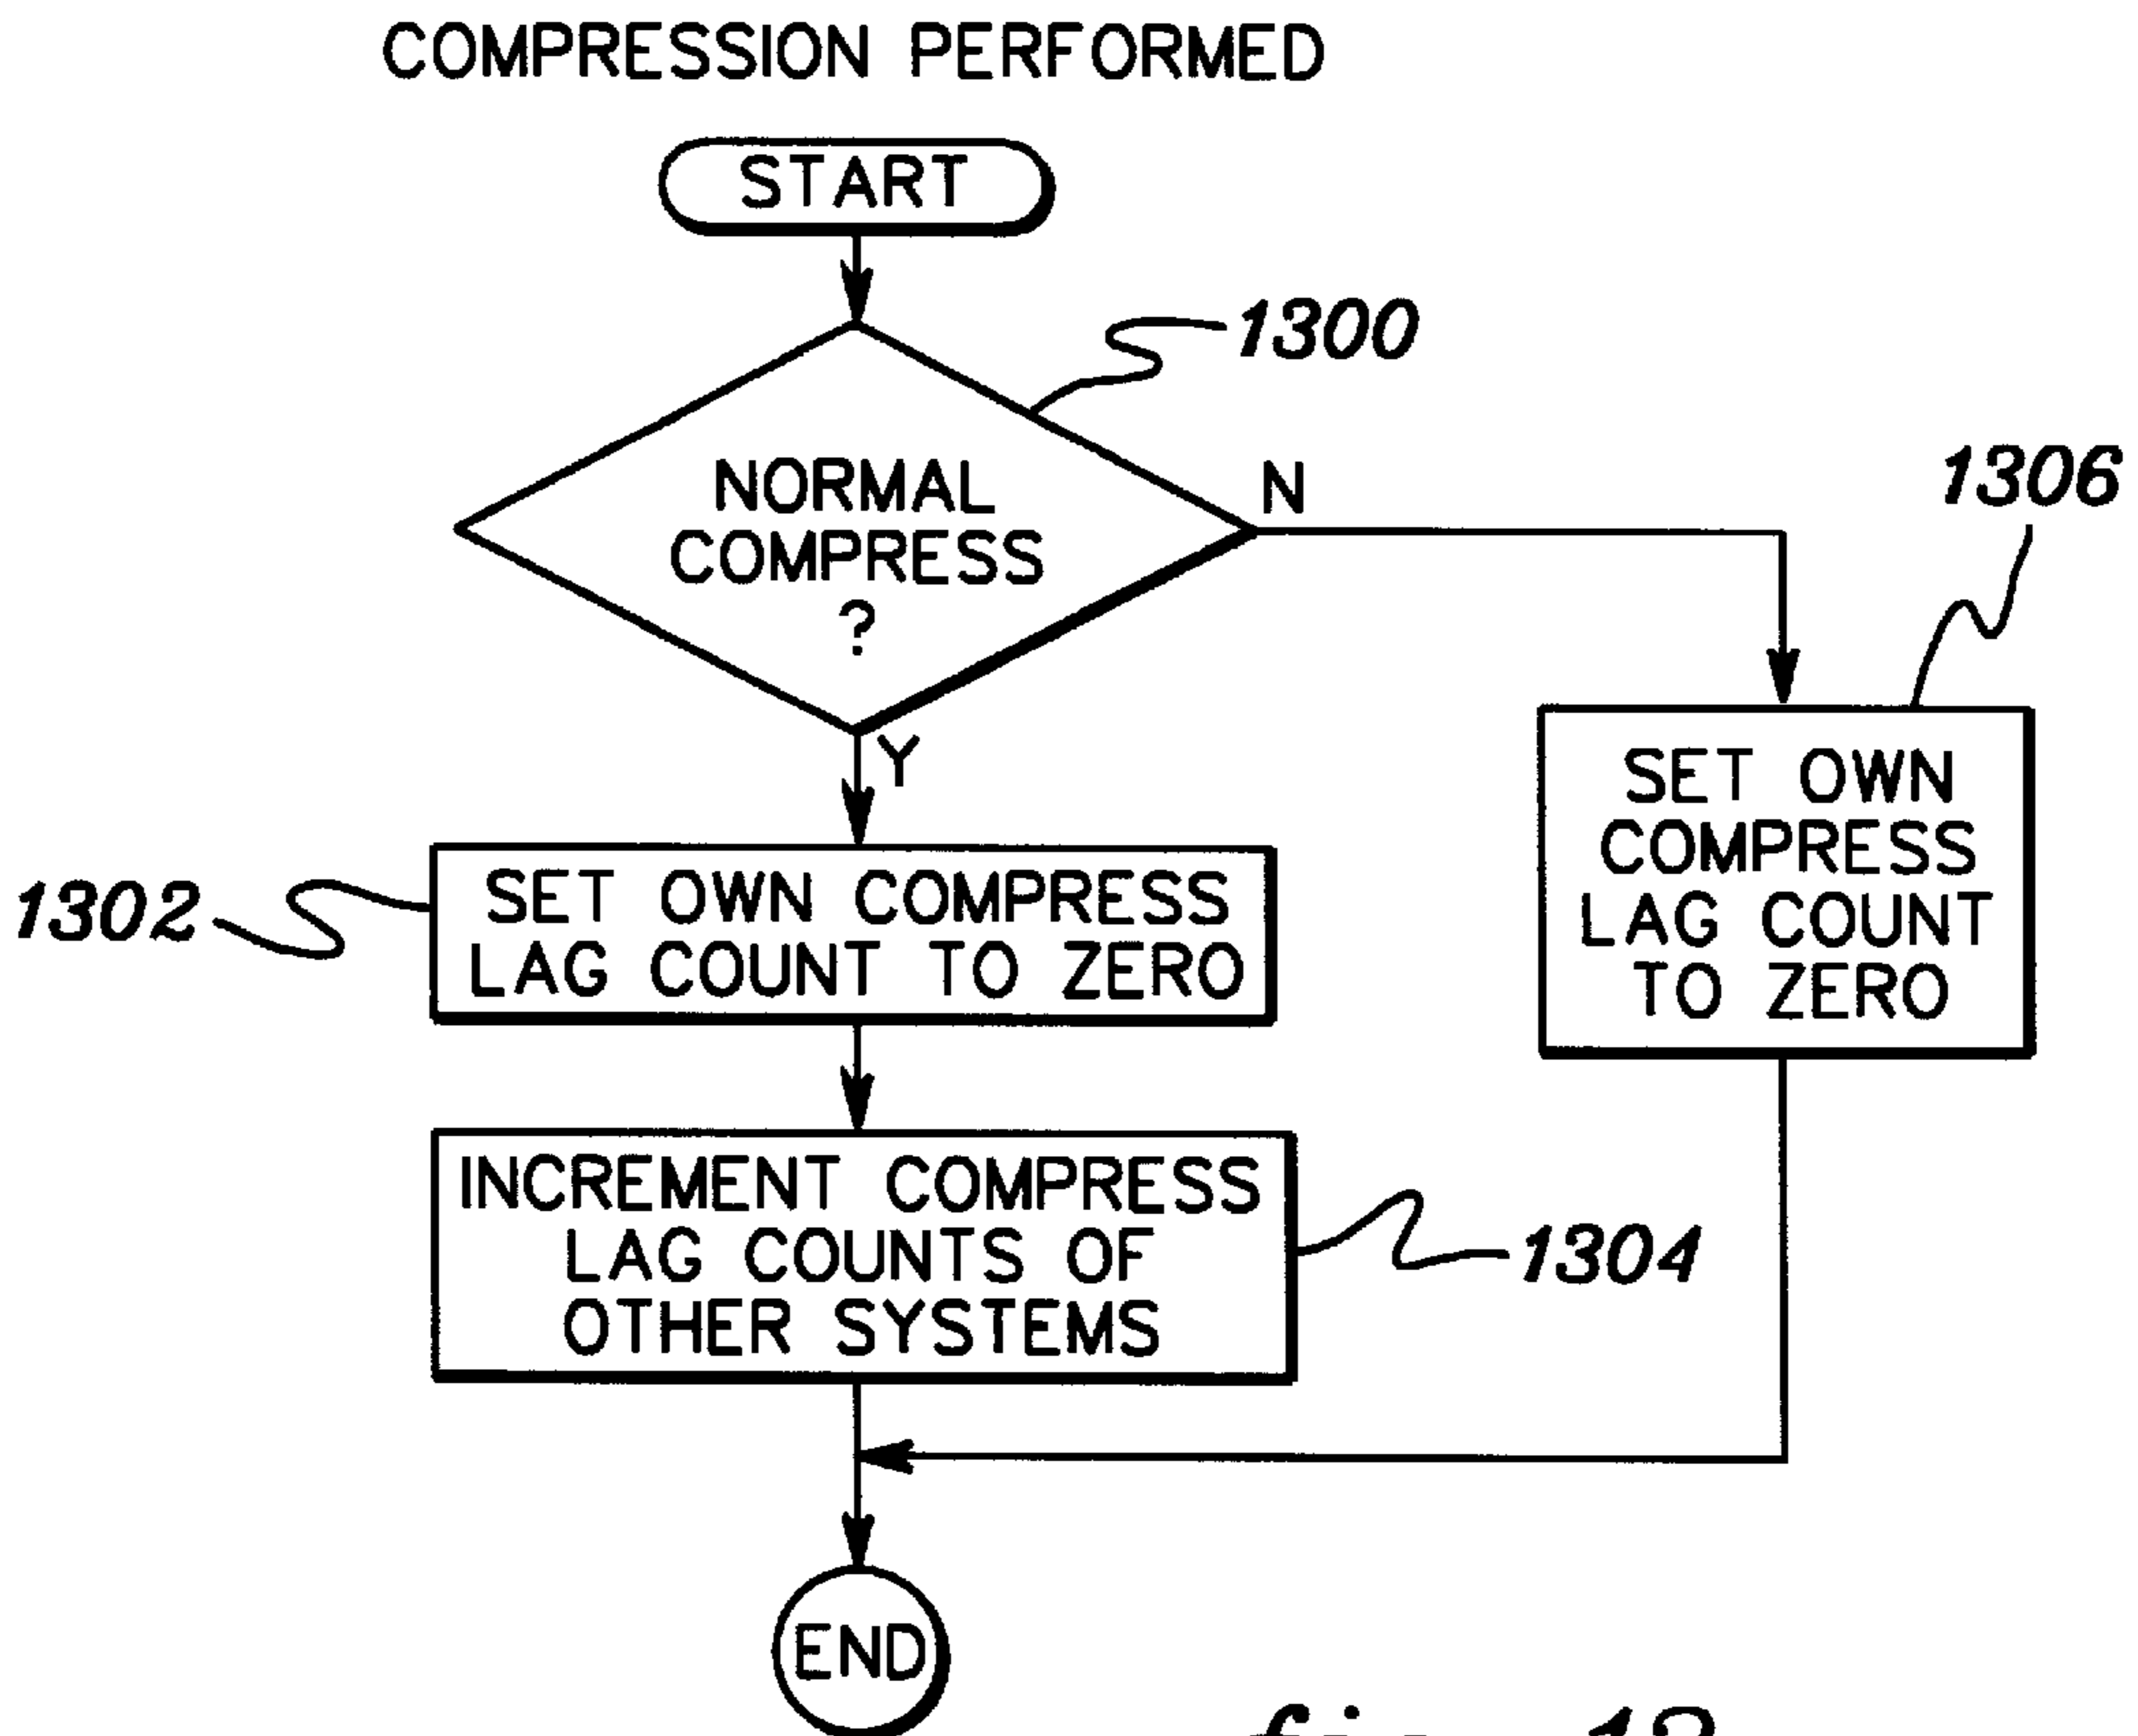 COMPRESSION PERFORMED
START
1300
NORMAL
COMPRESS
?
N
Y
1306
SET OWN
COMPRESS
LAG COUNT
TO ZERO
1302
SET OWN COMPRESS
LAG COUNT TO ZERO
INCREMENT COMPRESS
LAG COUNTS OF
OTHER SYSTEMS
1304
END